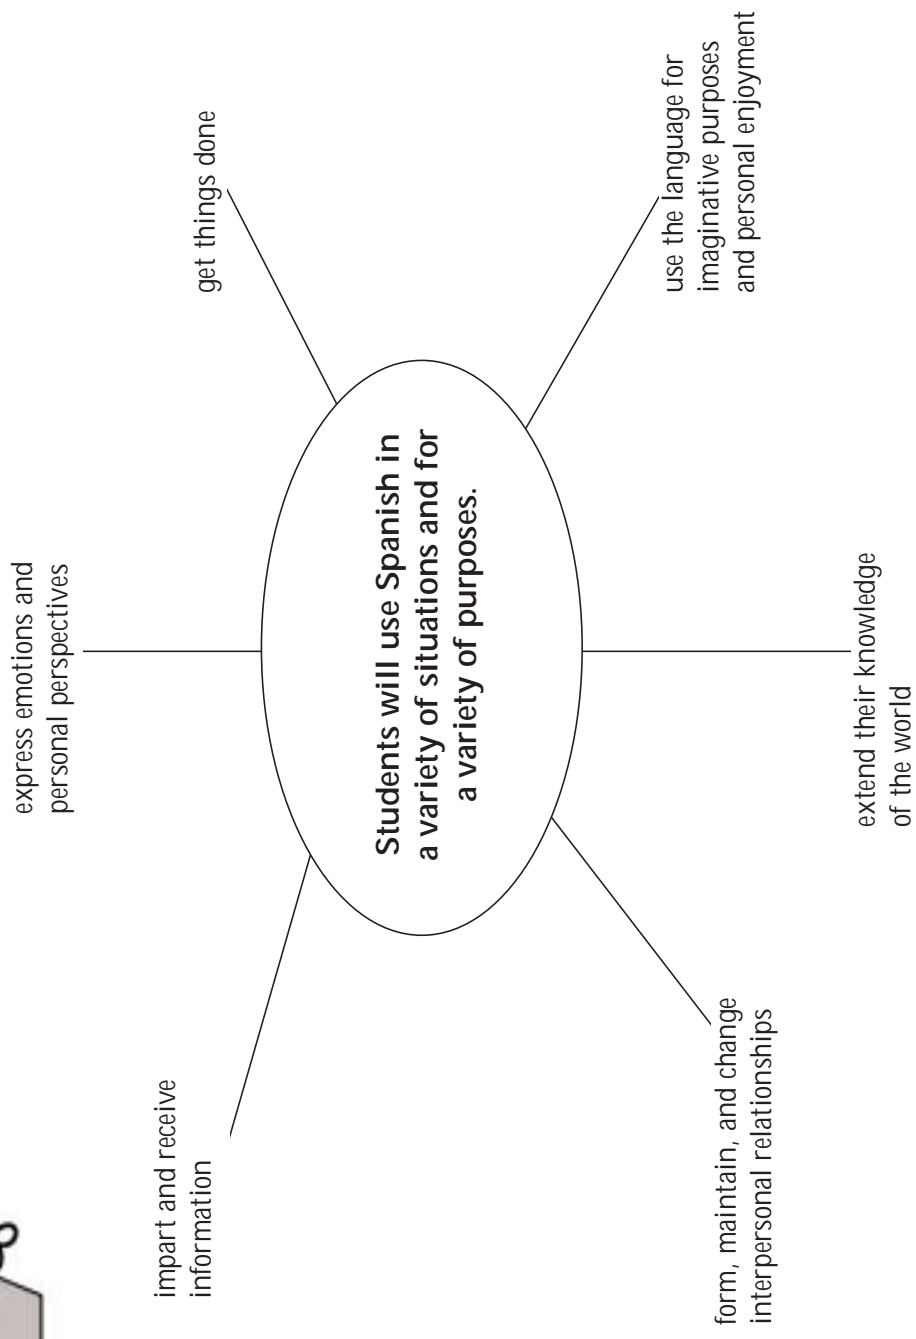 express emotions and
personal perspectives
impart and receive
information
get things done
Students will use Spanish in
a variety of situations and for
a variety of purposes.
form, maintain, and change
interpersonal relationships
use the language for
imaginative purposes
and personal enjoyment
extend their knowledge
of the world